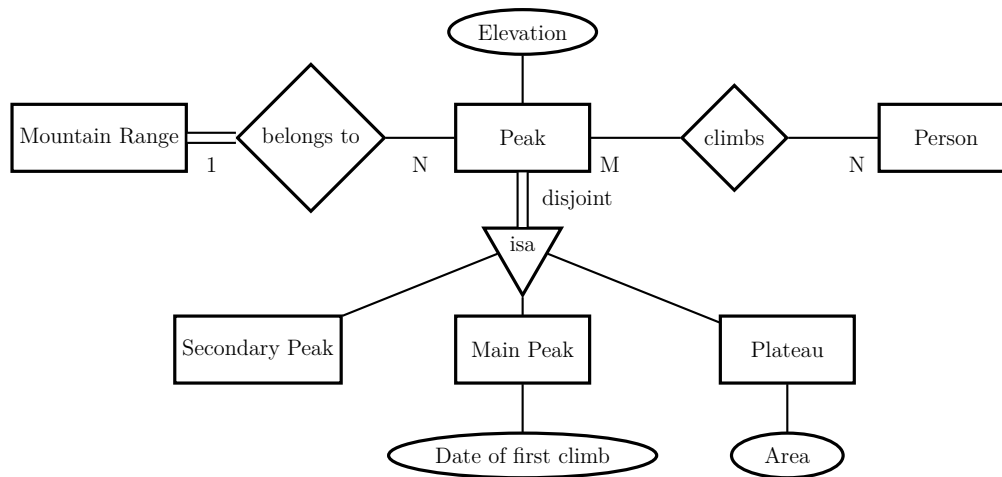 Elevation
Mountain Range
belongs to
Peak
climbs
Person
1
N
M
N
disjoint
isa
Secondary Peak
Main Peak
Plateau
Date of first climb
Area